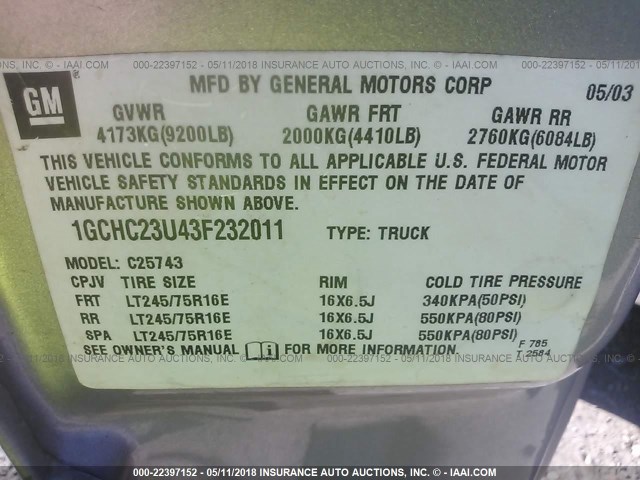 000-22397152 - 05/11/2018 INSURANCE AUTO AUCTIONS, INC. © - IAAI.COM
GM®
MFD BY GENERAL MOTORS CORP 05/03
GVWR GAWR FRT GAWR RR
4173KG(9200LB) 2000KG(4410LB) 2760KG(6084LB)
THIS VEHICLE CONFORMS TO ALL APPLICABLE U.S. FEDERAL MOTOR
VEHICLE SAFETY STANDARDS IN EFFECT ON THE DATE OF
MANUFACTURE SHOWN ABOVE.
1GCHC23U43F232011 TYPE: TRUCK
MODEL: C25743
CPJV TIRE SIZE RIM COLD TIRE PRESSURE
FRT LT245/75R16E 16X6.5J 340KPA(50PSI)
RR LT245/75R16E 16X6.5J 550KPA(80PSI)
SPA LT245/75R16E 16X6.5J 550KPA(80PSI)
SEE OWNER'S MANUAL FOR MORE INFORMATION. F 785
T 2584
000-22397152 - 05/11/2018 INSURANCE AUTO AUCTIONS, INC. © - IAAI.COM